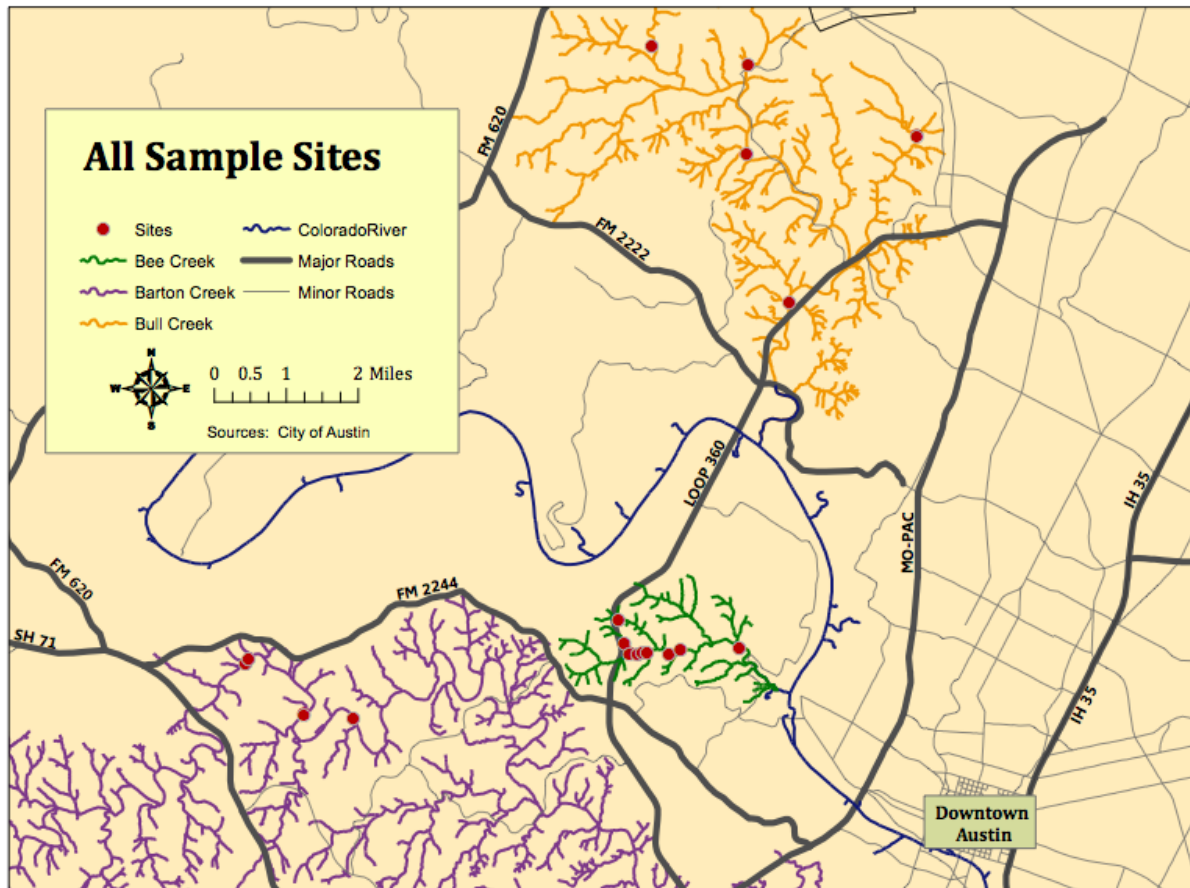 All Sample Sites
Sites
ColoradoRiver
Bee Creek
Major Roads
Barton Creek
Minor Roads
Bull Creek
N
W
E
S
0 0.5 1 2 Miles
Sources: City of Austin
FM 620
FM 2222
LOOP 360
MO-PAC
IH 35
FM 620
SH 71
FM 2244
IH 35
Downtown
Austin